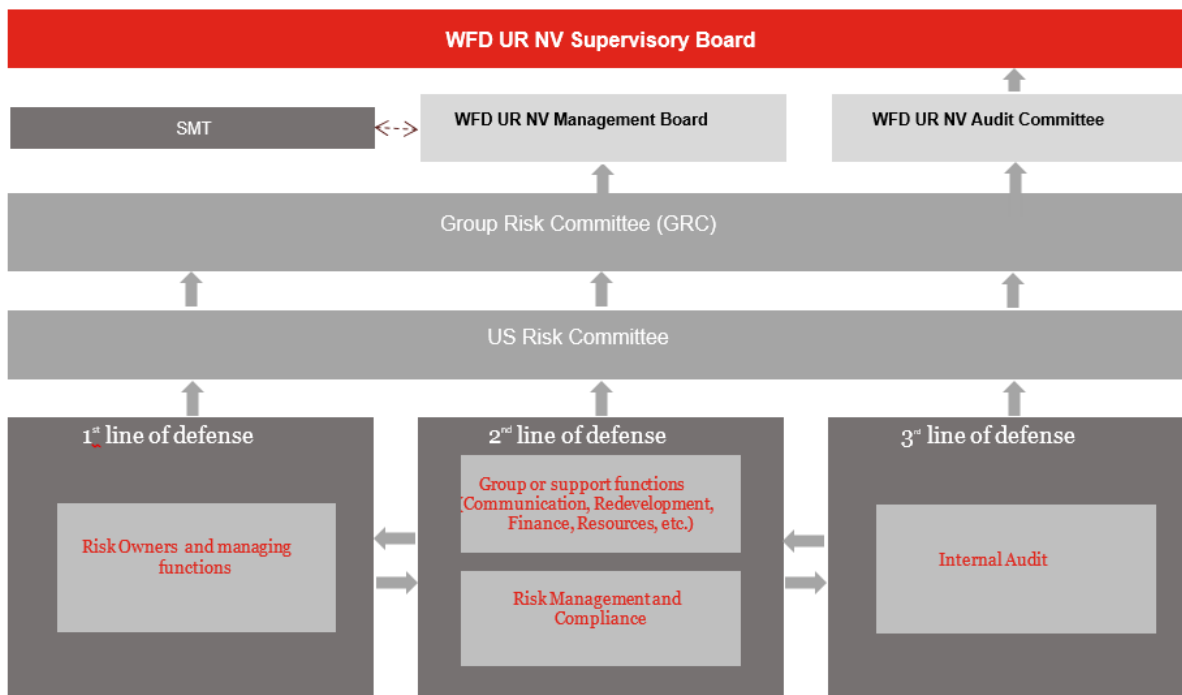 WFD UR NV Supervisory Board
SMT
WFD UR NV Management Board
WFD UR NV Audit Committee
Group Risk Committee (GRC)
US Risk Committee
1st line of defense
Risk Owners and managing
functions
2nd line of defense
Group or support functions
(Communication, Redevelopment,
Finance, Resources, etc.)
Risk Management and
Compliance
3rd line of defense
Internal Audit